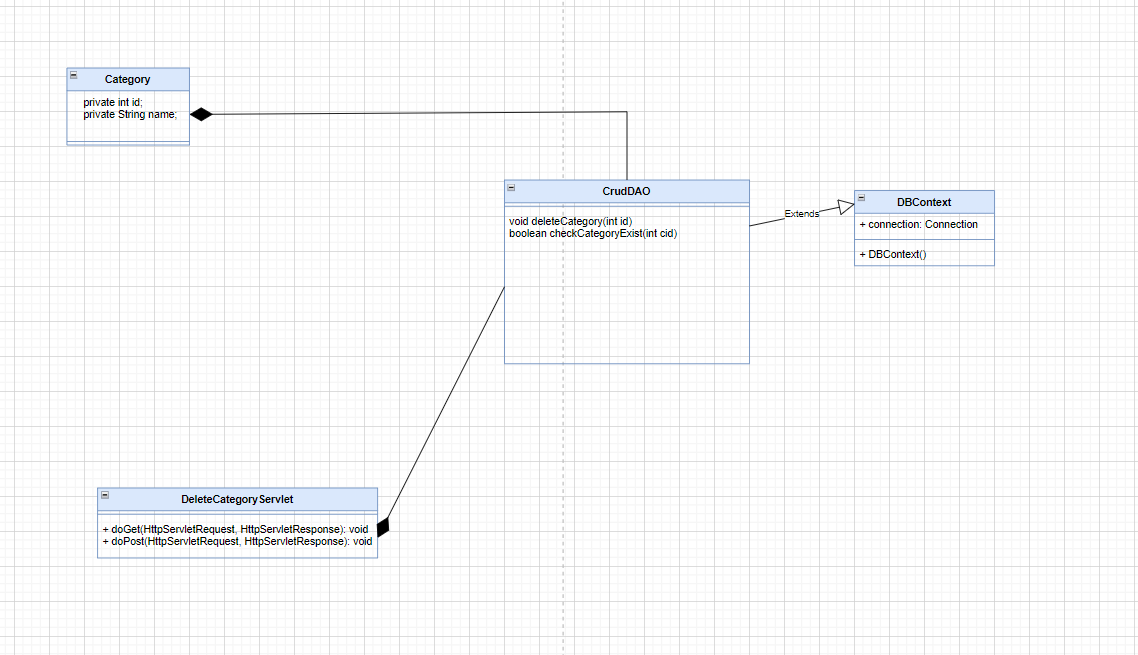 Category
private int id;
private String name;
CrudDAO
void deleteCategory(int id)
boolean checkCategoryExist(int cid)
Extends
DBContext
+ connection: Connection
+ DBContext()
DeleteCategoryServlet
+ doGet(HttpServletRequest, HttpServletResponse): void
+ doPost(HttpServletRequest, HttpServletResponse): void